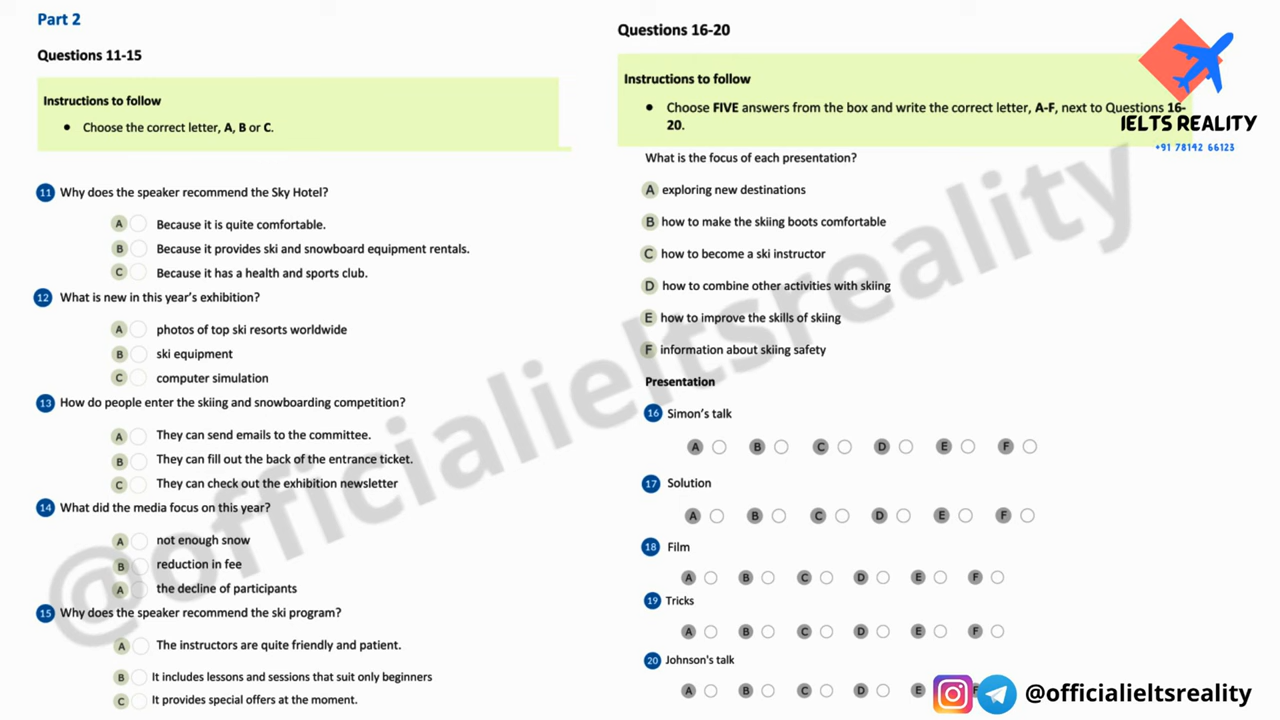 Part 2
Questions 11-15
Instructions to follow
• Choose the correct letter, A, B or C.
11 Why does the speaker recommend the Sky Hotel?
A Because it is quite comfortable.
B Because it provides ski and snowboard equipment rentals.
C Because it has a health and sports club.
12 What is new in this year's exhibition?
A photos of top ski resorts worldwide
B ski equipment
C computer simulation
13 How do people enter the skiing and snowboarding competition?
A They can send emails to the committee.
B They can fill out the back of the entrance ticket.
C They can check out the exhibition newsletter
14 What did the media focus on this year?
A not enough snow
B reduction in fee
A the decline of participants
15 Why does the speaker recommend the ski program?
A The instructors are quite friendly and patient.
B It includes lessons and sessions that suit only beginners
C It provides special offers at the moment.
Questions 16-20
Instructions to follow
• Choose FIVE answers from the box and write the correct letter, A-F, next to Questions 16-
20.
What is the focus of each presentation?
A exploring new destinations
B how to make the skiing boots comfortable
C how to become a ski instructor
D how to combine other activities with skiing
E how to improve the skills of skiing
F information about skiing safety
Presentation
16 Simon's talk
A B C D E F
17 Solution
A B C D E F
18 Film
A B C D E F
19 Tricks
A B C D E F
20 Johnson's talk
A B C D E F
IELTS REALITY
+91 78142 66123
@officialieltsreality
@officialieltsreality